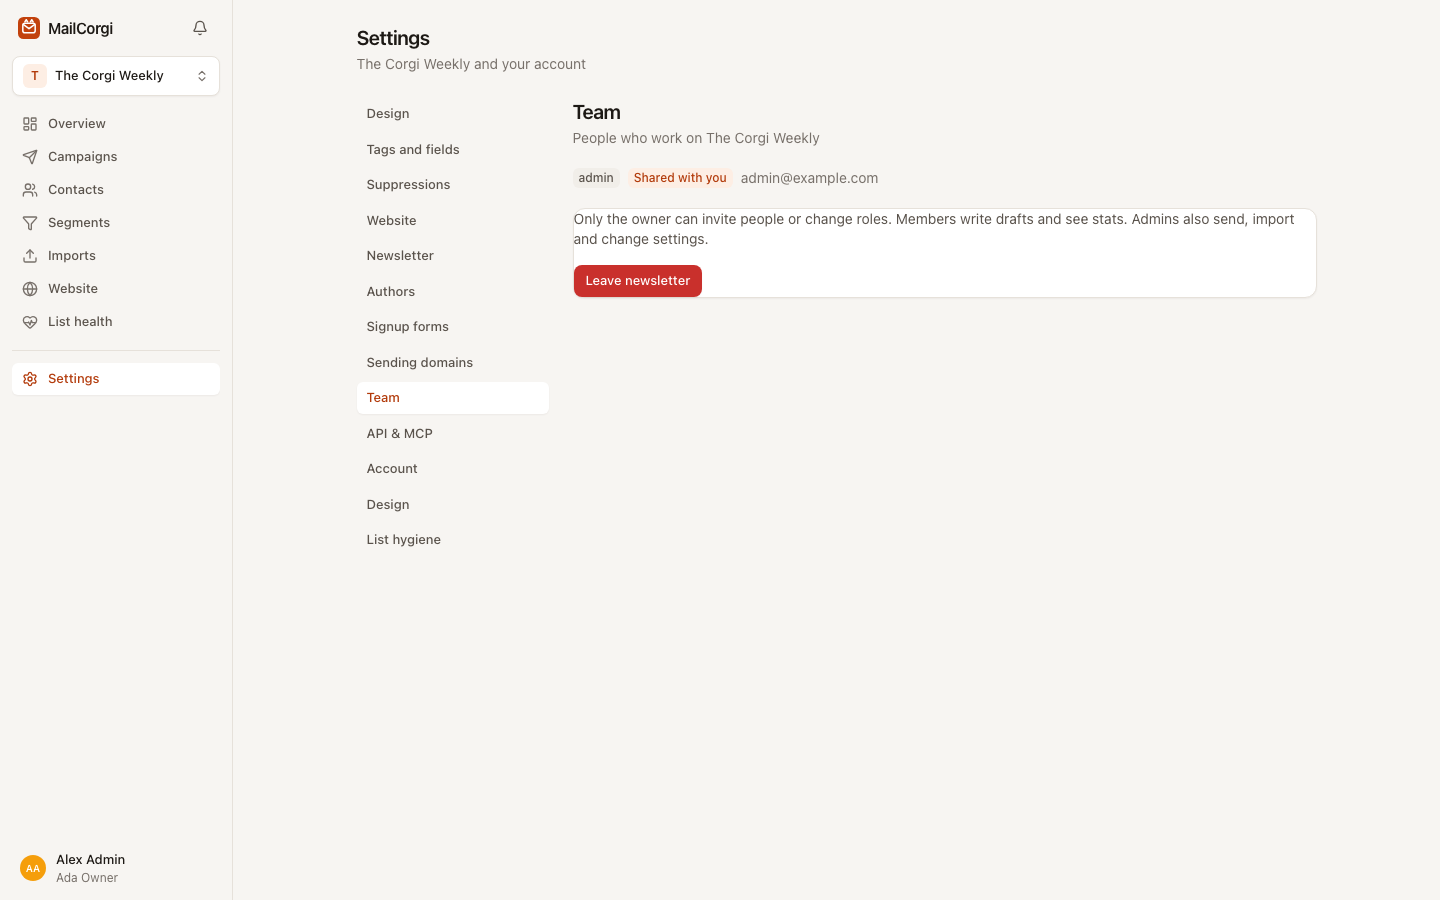 MailCorgi
T
The Corgi Weekly
Overview
Campaigns
Contacts
Segments
Imports
Website
List health
Settings
AA
Alex Admin
Ada Owner
Settings
The Corgi Weekly and your account
Design
Tags and fields
Suppressions
Website
Newsletter
Authors
Signup forms
Sending domains
Team
API & MCP
Account
Design
List hygiene
Team
People who work on The Corgi Weekly
admin Shared with you admin@example.com
Only the owner can invite people or change roles. Members write drafts and see stats. Admins also send, import
and change settings.
Leave newsletter